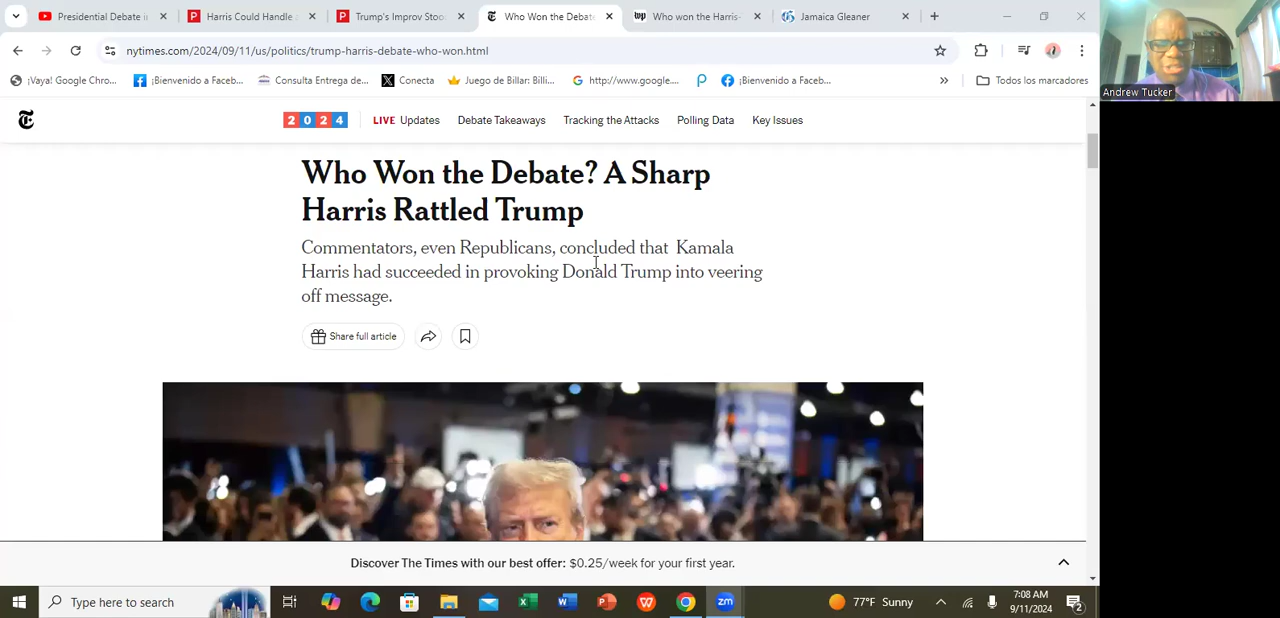 Presidential Debate i
Harris Could Handle
Trump's Improv Stoo
Who Won the Debate
wp Who won the Harris-
Jamaica Gleaner
nytimes.com/2024/09/11/us/politics/trump-harris-debate-who-won.html
¡Vaya! Google Chro...
¡Bienvenido a Faceb...
Consulta Entrega de...
Conecta
Juego de Billar: Billi...
http://www.google....
¡Bienvenido a Faceb...
Todos los marcadores
Andrew Tucker
2024
LIVE Updates
Debate Takeaways
Tracking the Attacks
Polling Data
Key Issues
Who Won the Debate? A Sharp
Harris Rattled Trump
Commentators, even Republicans, concluded that Kamala
Harris had succeeded in provoking Donald Trump into veering
off message.
Share full article
Discover The Times with our best offer: $0.25/week for your first year.
Type here to search
zm
77°F Sunny
7:08 AM
9/11/2024
2